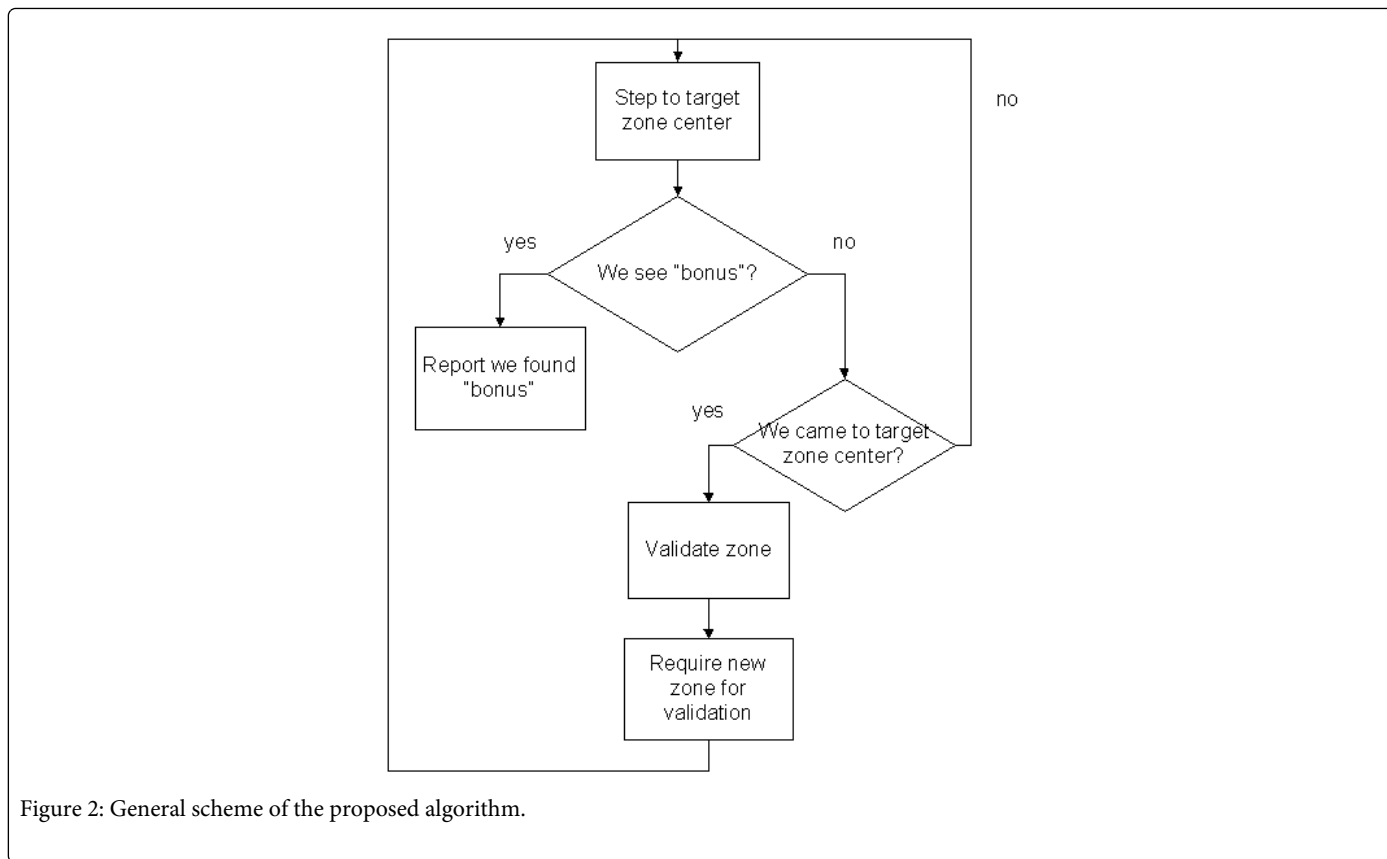 Step to target
zone center
no
yes
no
We see "bonus"?
Report we found
"bonus"
yes
We came to target
zone center?
Validate zone
Require new
zone for
validation
Figure 2: General scheme of the proposed algorithm.